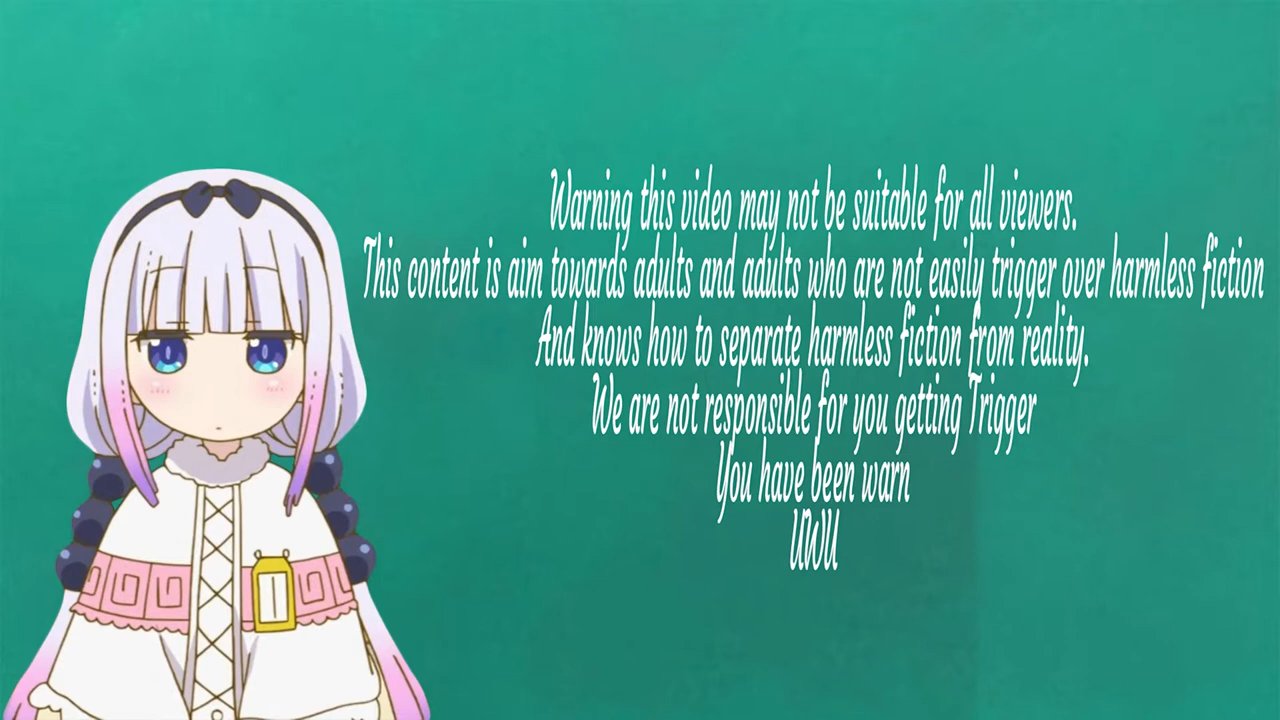 Warning this video may not be suitable for all viewers.
This content is aim towards adults and adults who are not easily trigger over harmless fiction
And knows how to separate harmless fiction from reality.
We are not responsible for you getting Trigger
You have been warn
UWU